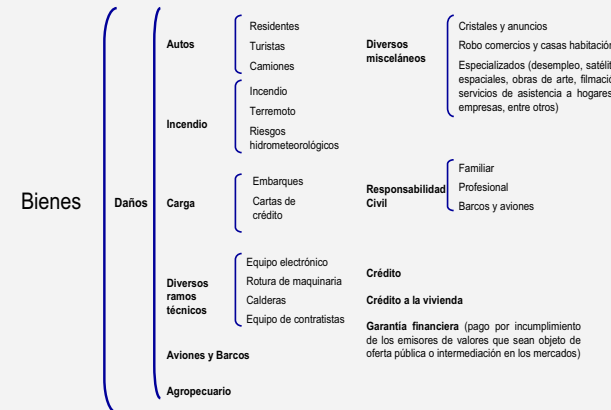 Bienes
Daños
Autos
Residentes
Turistas
Camiones
Incendio
Incendio
Terremoto
Riesgos
hidrometeorológicos
Carga
Embarques
Cartas de
crédito
Diversos
ramos
técnicos
Equipo electrónico
Rotura de maquinaria
Calderas
Equipo de contratistas
Aviones y Barcos
Agropecuario
Diversos
misceláneos
Cristales y anuncios
Robo comercios y casas habitación
Especializados (desempleo,
espaciales, obras de arte,
servicios de asistencia a hogares
empresas, entre otros)
Responsabilidad
Civil
Familiar
Profesional
Barcos y aviones
Crédito
Crédito a la vivienda
Garantía financiera (pago por incumplimiento
de los emisores de valores que sean objeto de
oferta pública o intermediación en los mercados)